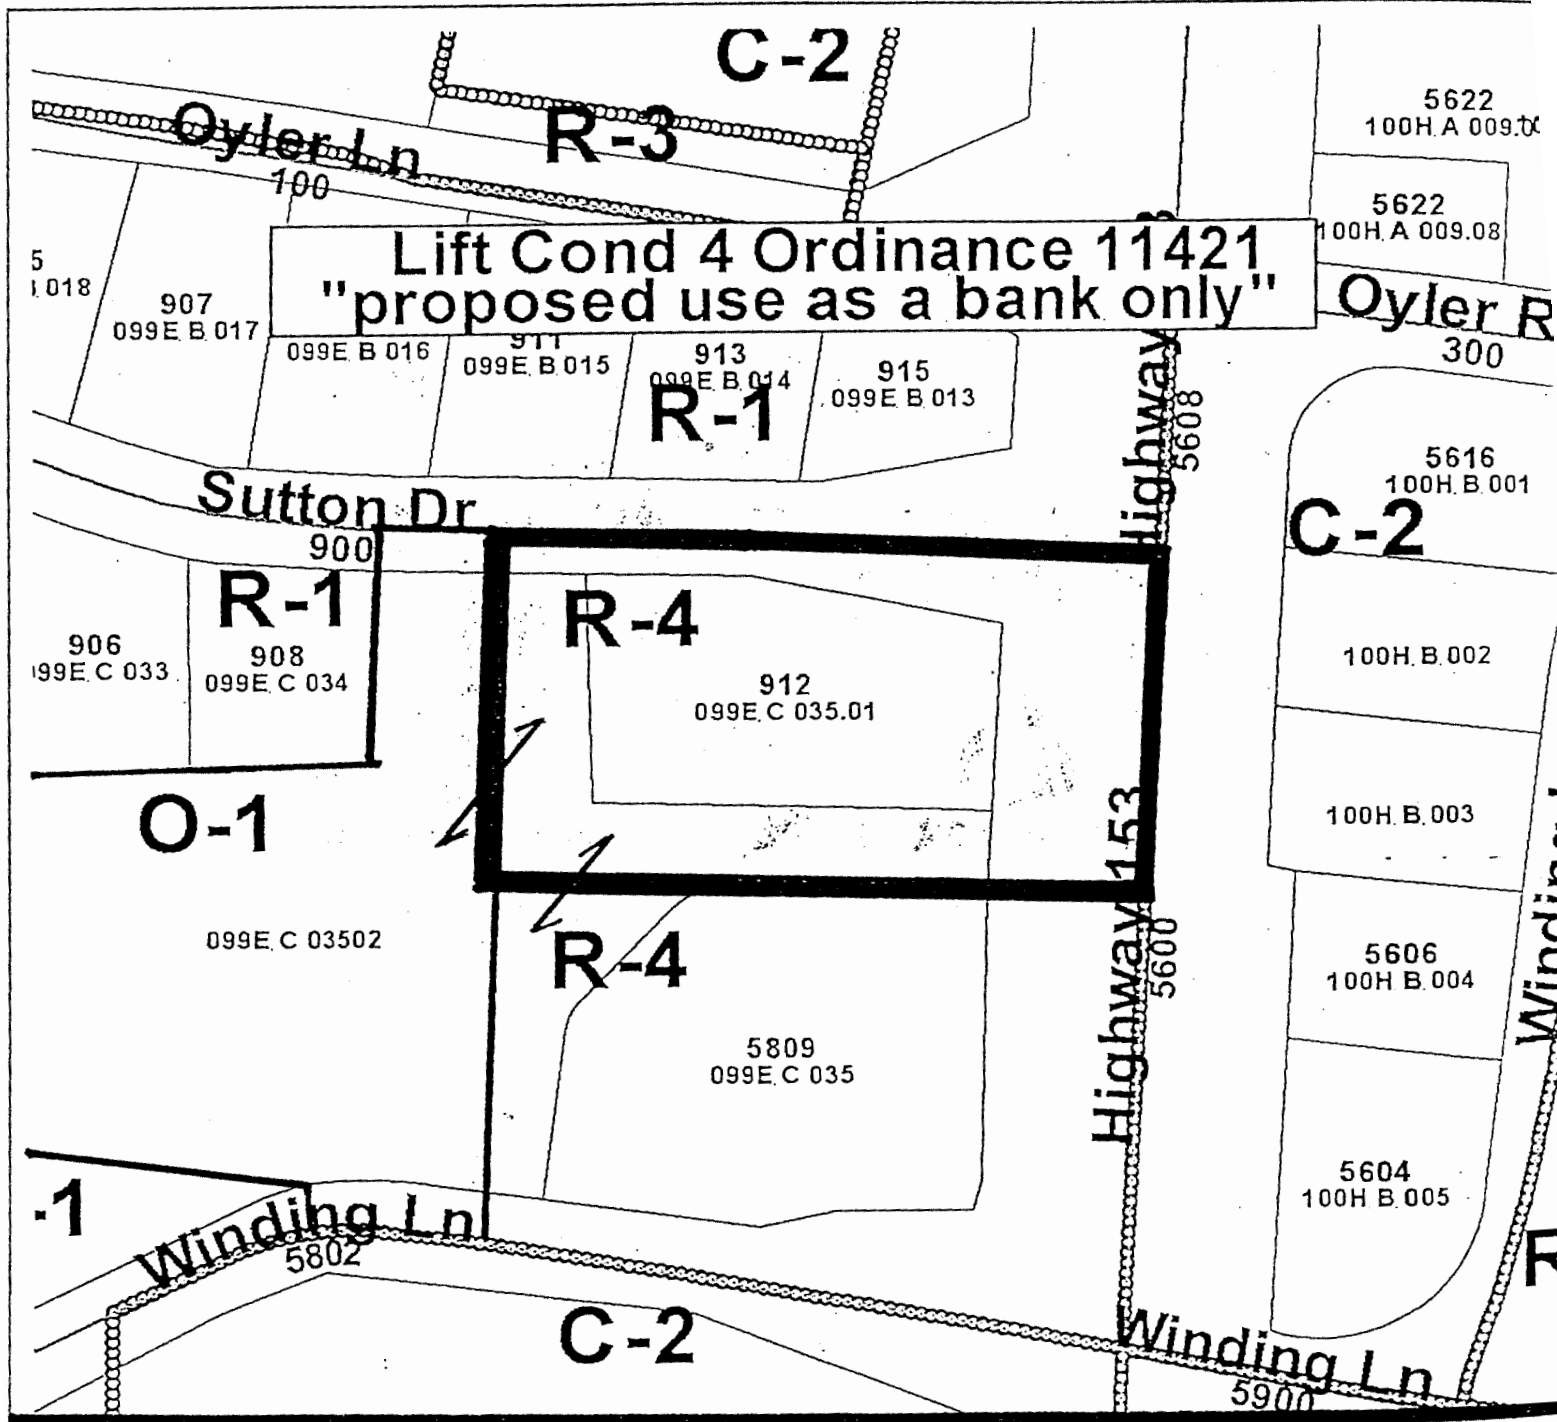 C-2
R-3
Oyler Ln
100
5622
100H A 009.0
5622
100H A 009.08
Lift Cond 4 Ordinance 11421
"proposed use as a bank only"
Oyler R
300
5
018
907
099E B 017
099E B 016
911
099E B 015
913
099E B 014
915
099E B 013
R-1
Highway
5608
5616
100H B 001
C-2
Sutton Dr
900
R-1
R-4
906
99E C 033
908
099E C 034
912
099E C 035.01
100H B 002
100H B 003
O-1
Highway 153
5600
099E C 03502
R-4
5606
100H B 004
5809
099E C 035
5604
100H B 005
-1
Winding Ln
5802
C-2
Winding Ln
5900